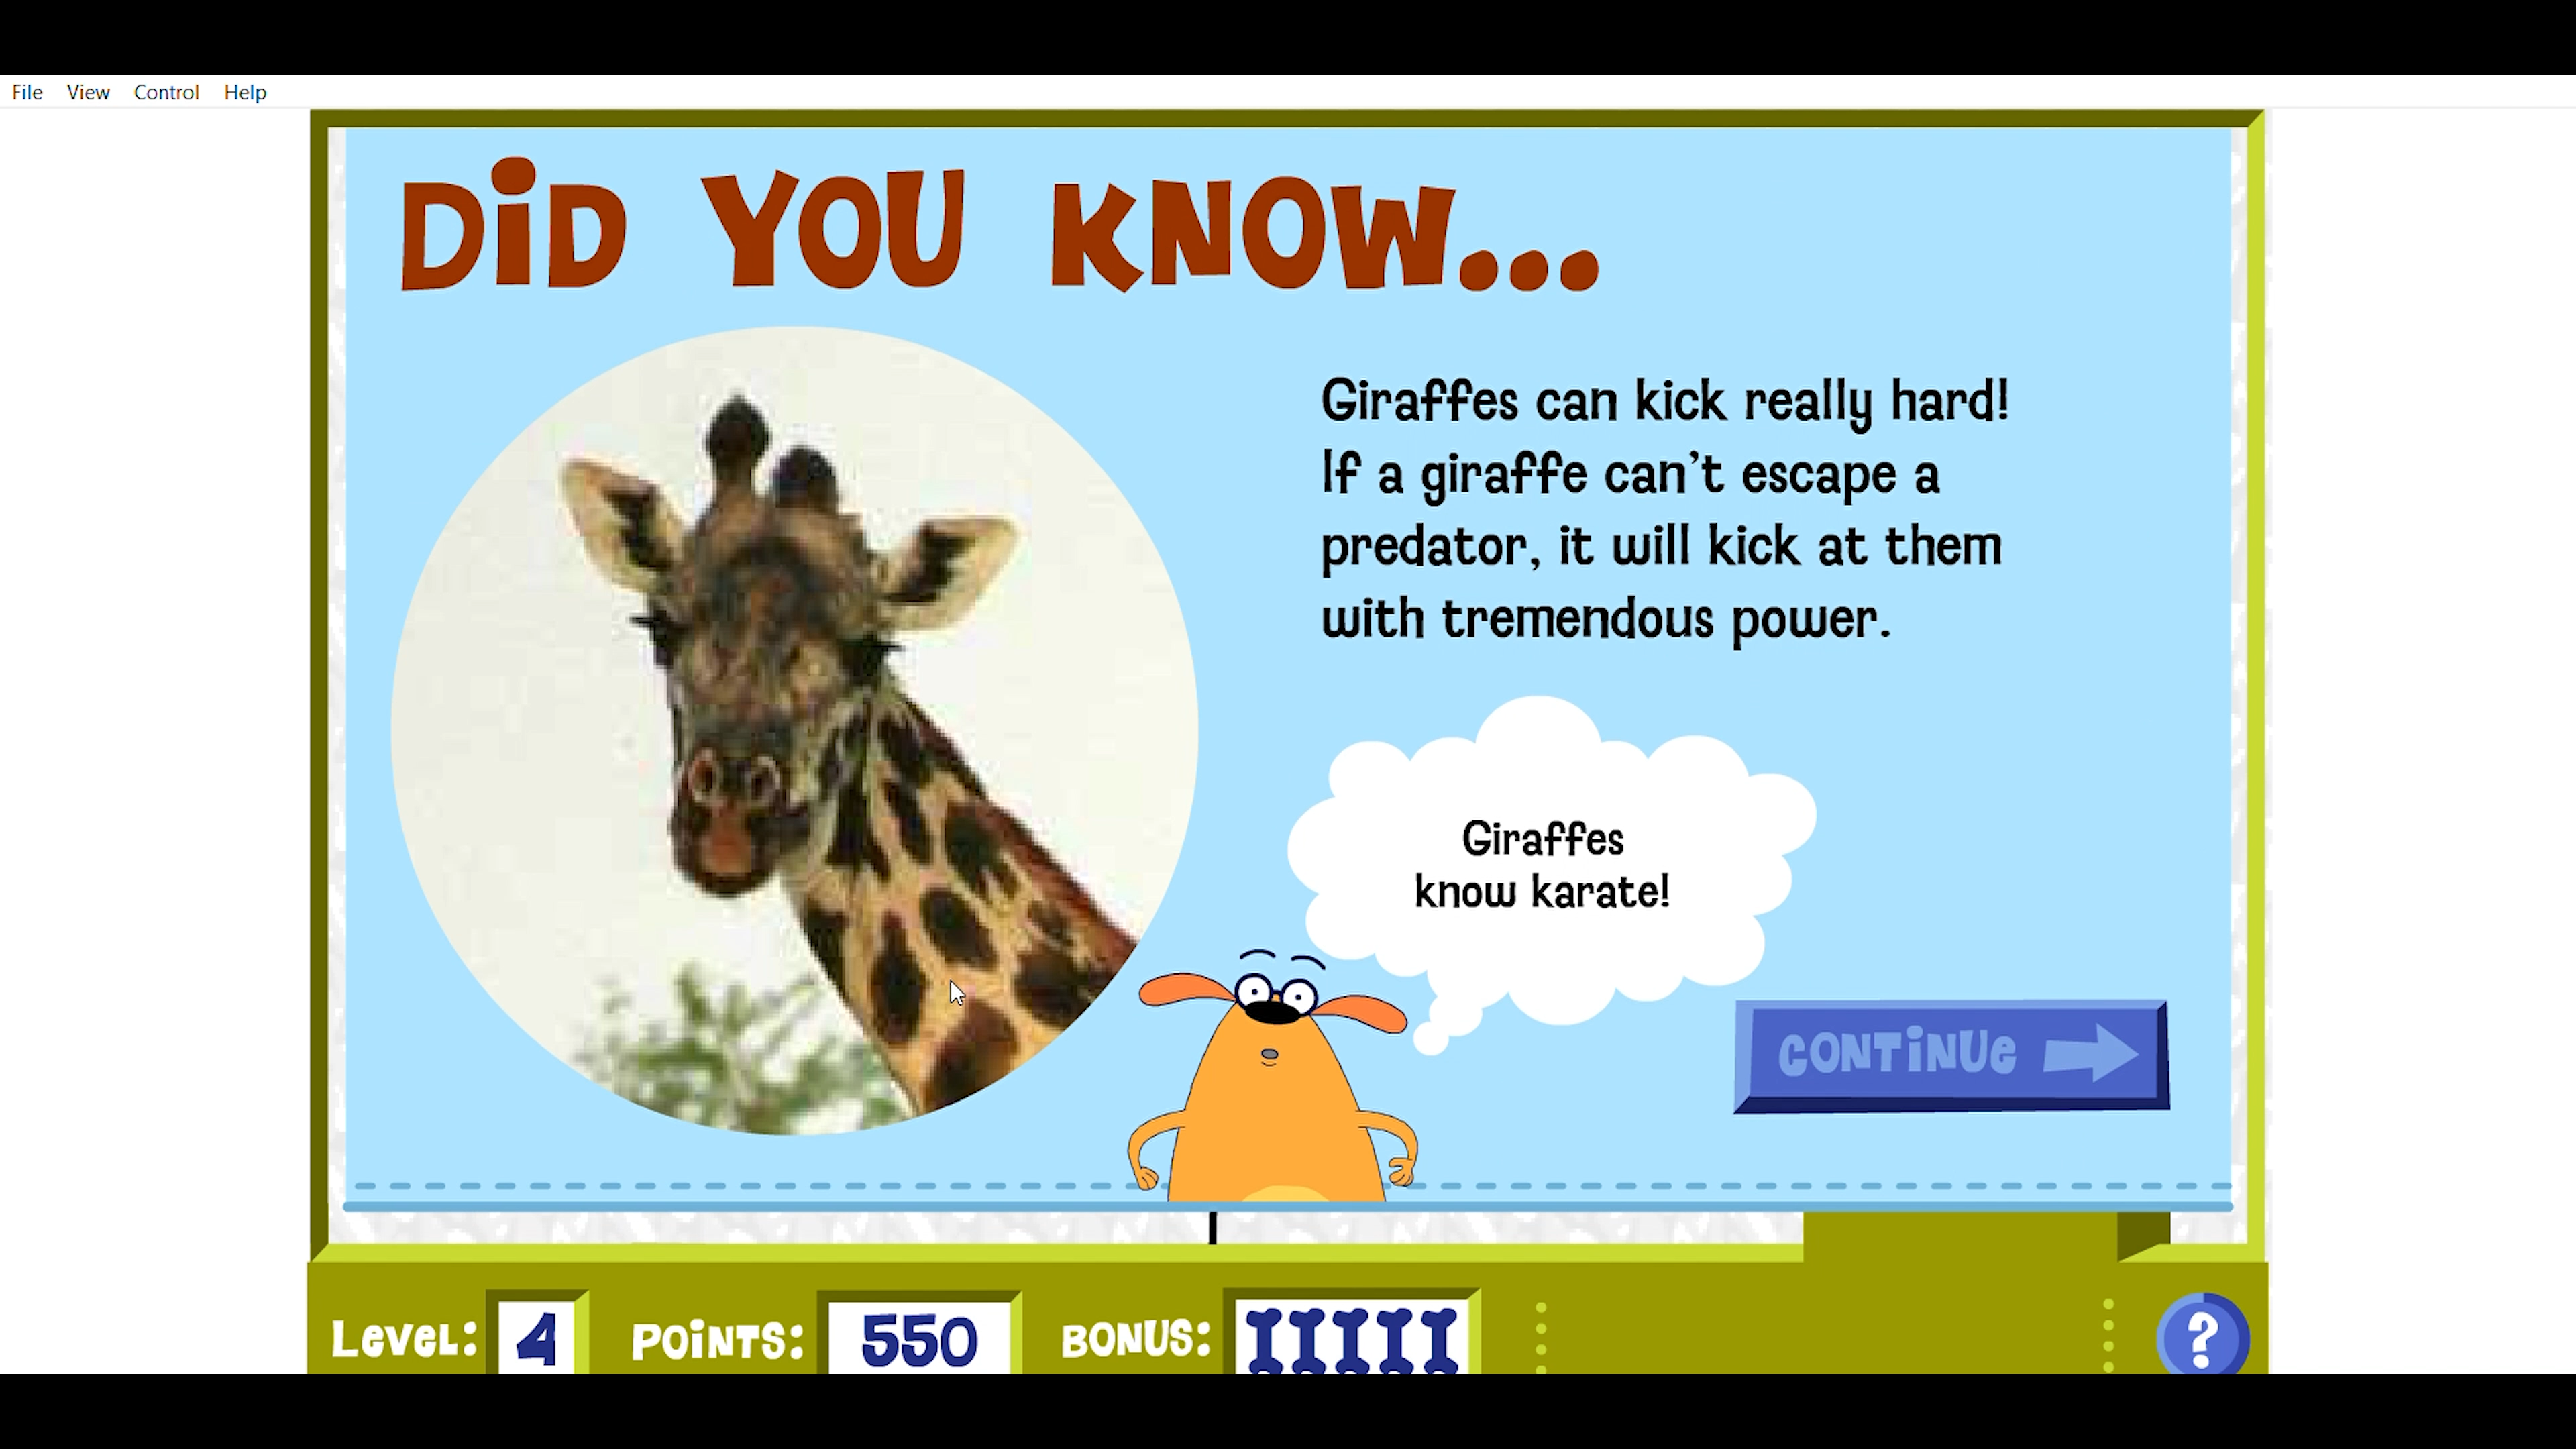 File View Control Help
DiD YOU KNOW...
Giraffes can kick really hard!
If a giraffe can't escape a
predator, it will kick at them
with tremendous power.
Giraffes
know karate!
CONTiNUe
LeveL: 4 POiNTS: 550 BONUS: ?